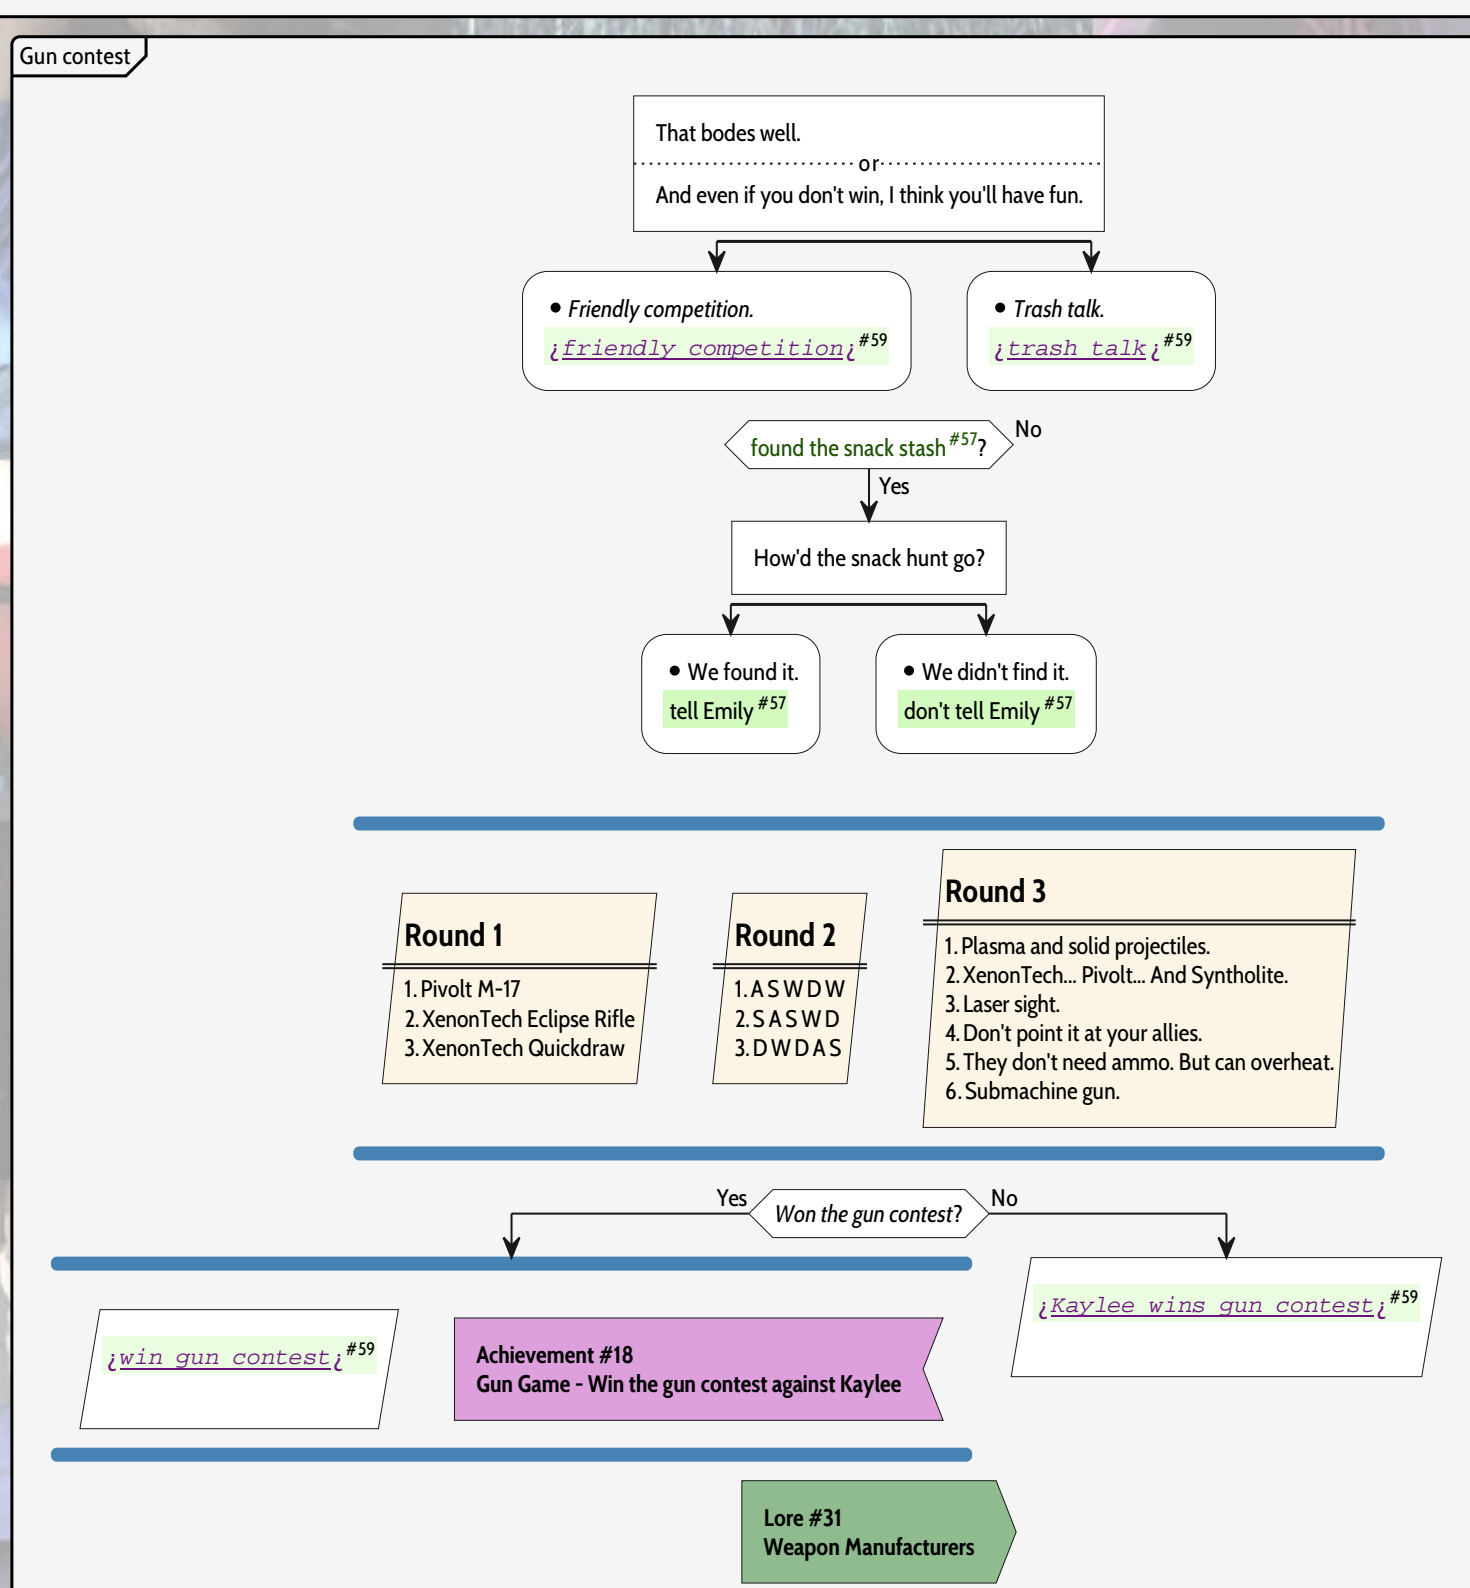 Gun contest
That bodes well.
or
And even if you don't win, I think you'll have fun.
• Friendly competition.
¿friendly competition¿ #59
• Trash talk.
¿trash talk¿ #59
found the snack stash #57?
No
Yes
How'd the snack hunt go?
• We found it.
tell Emily #57
• We didn't find it.
don't tell Emily #57
Round 1
1. Pivolt M-17
2. XenonTech Eclipse Rifle
3. XenonTech Quickdraw
Round 2
1. A S W D W
2. S A S W D
3. D W D A S
Round 3
1. Plasma and solid projectiles.
2. XenonTech... Pivolt... And Syntholite.
3. Laser sight.
4. Don't point it at your allies.
5. They don't need ammo. But can overheat.
6. Submachine gun.
Yes
Won the gun contest?
No
¿win gun contest¿ #59
Achievement #18
Gun Game - Win the gun contest against Kaylee
¿Kaylee wins gun contest¿ #59
Lore #31
Weapon Manufacturers